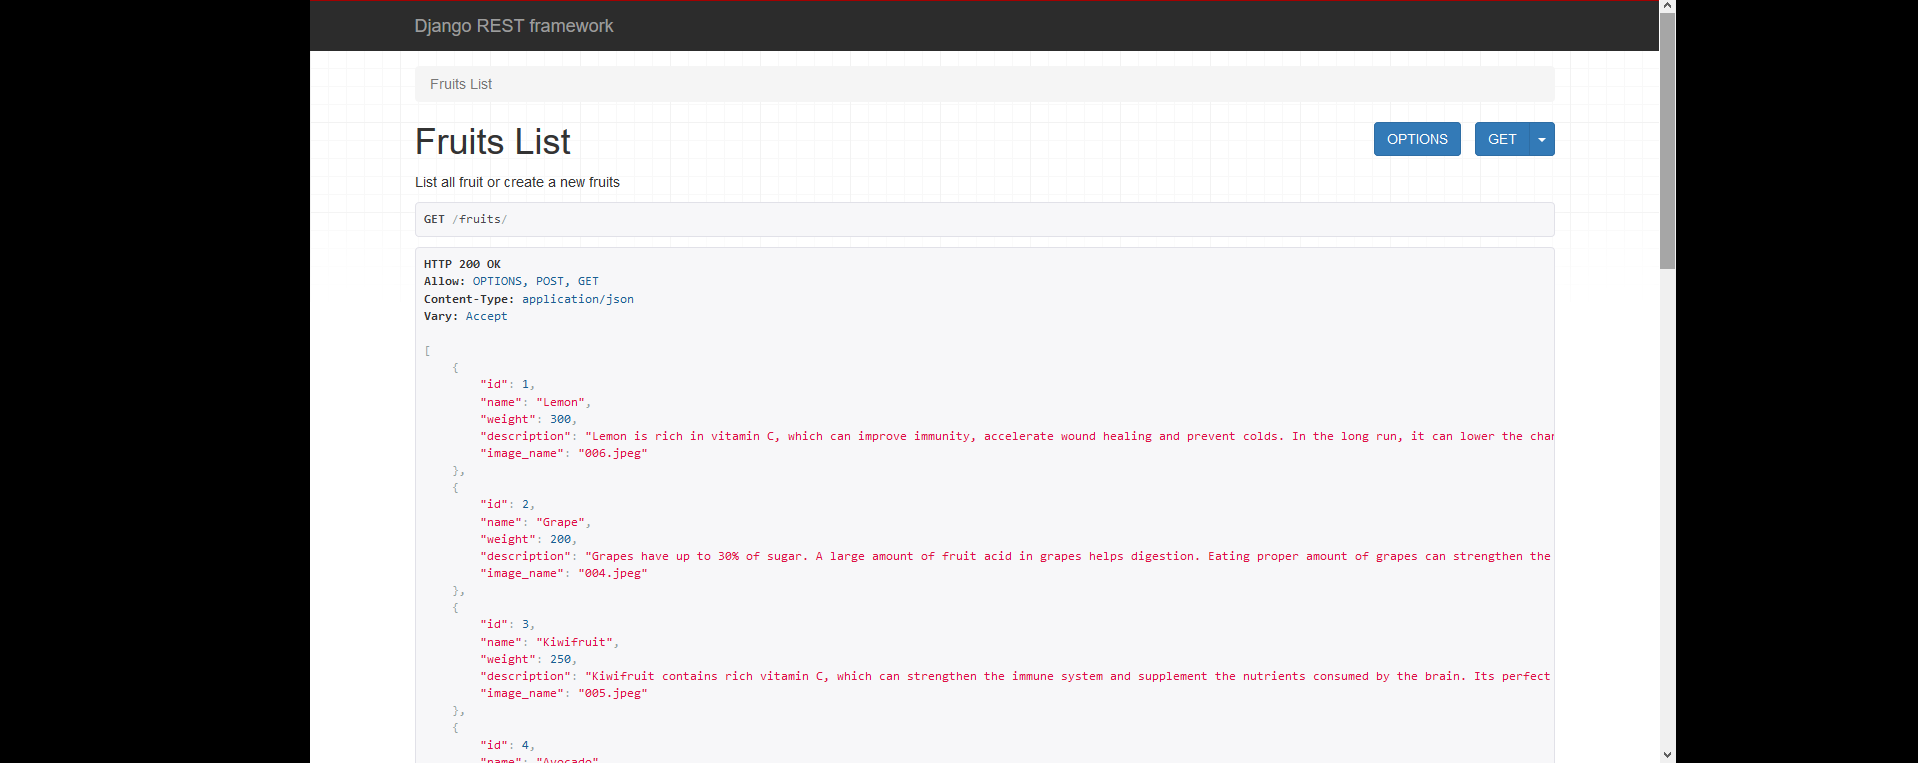 Django REST framework
Fruits List
Fruits List
OPTIONS GET
List all fruit or create a new fruits
GET /fruits/
HTTP 200 OK
Allow: OPTIONS, POST, GET
Content-Type: application/json
Vary: Accept
[
{
"id": 1,
"name": "Lemon",
"weight": 300,
"description": "Lemon is rich in vitamin C, which can improve immunity, accelerate wound healing and prevent colds. In the long run, it can lower the
"image_name": "006.jpeg"
},
{
"id": 2,
"name": "Grape",
"weight": 200,
"description": "Grapes have up to 30% of sugar. A large amount of fruit acid in grapes helps digestion. Eating proper amount of grapes can strengthen the
"image_name": "004.jpeg"
},
{
"id": 3,
"name": "Kiwifruit",
"weight": 250,
"description": "Kiwifruit contains rich vitamin C, which can strengthen the immune system and supplement the nutrients consumed by the brain. Its perfect
"image_name": "005.jpeg"
},
{
"id": 4,
"name": "Avocado"